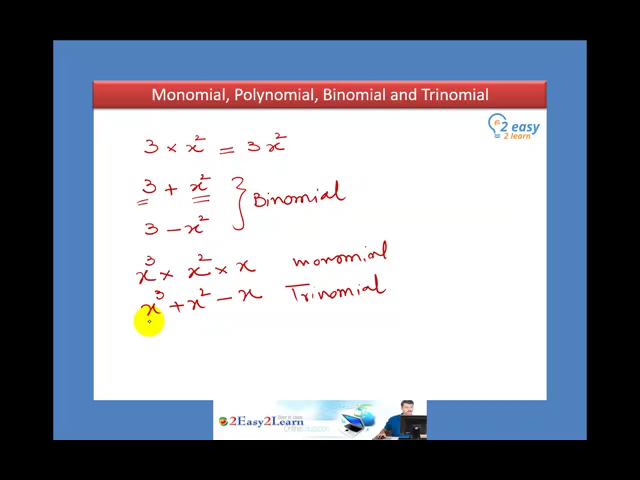 Monomial, Polynomial, Binomial and Trinomial
2 easy
2 learn
3 × x² = 3x²
3 + x²
Binomial
3 − x²
x³ × x² × x monomial
x³ + x² − x Trinomial
2Easy2Learn